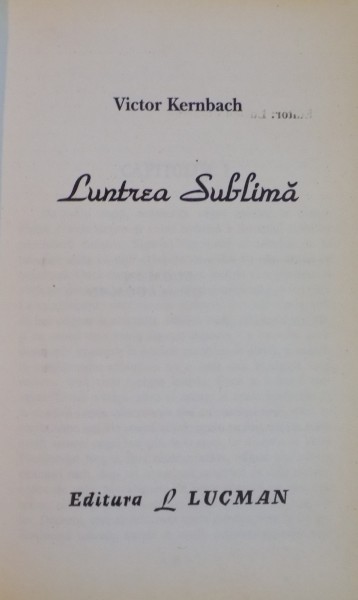 Victor Kernbach
Luntrea Sublimă
Editura L LUCMAN